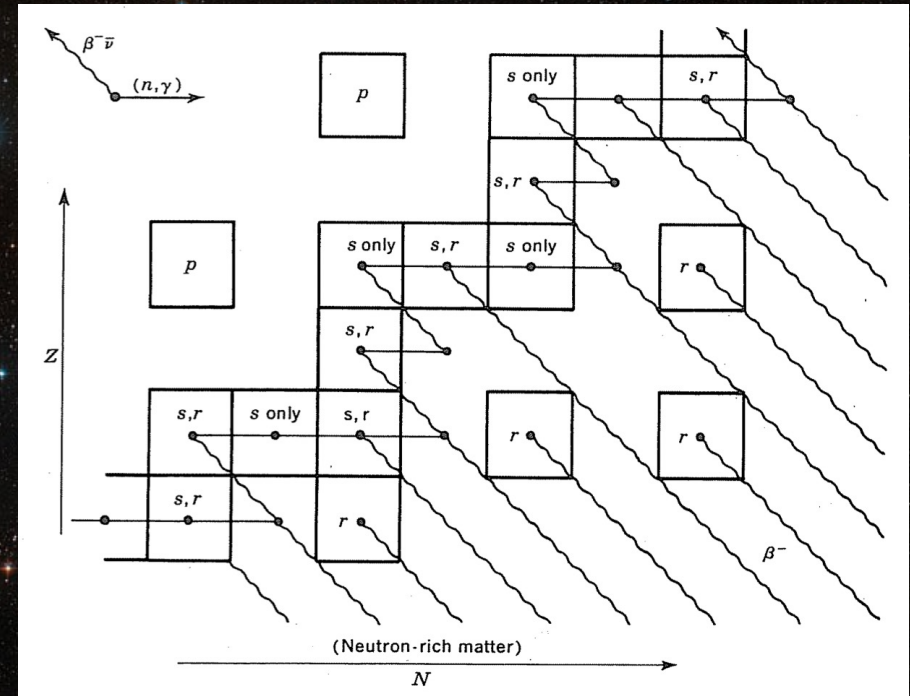 β⁻ ν̄
(n,γ)
p
s only
s, r
s, r
p
s only
s, r
s only
r
Z
s, r
s,r
s only
s, r
r
r
s, r
r
β⁻
(Neutron-rich matter)
N